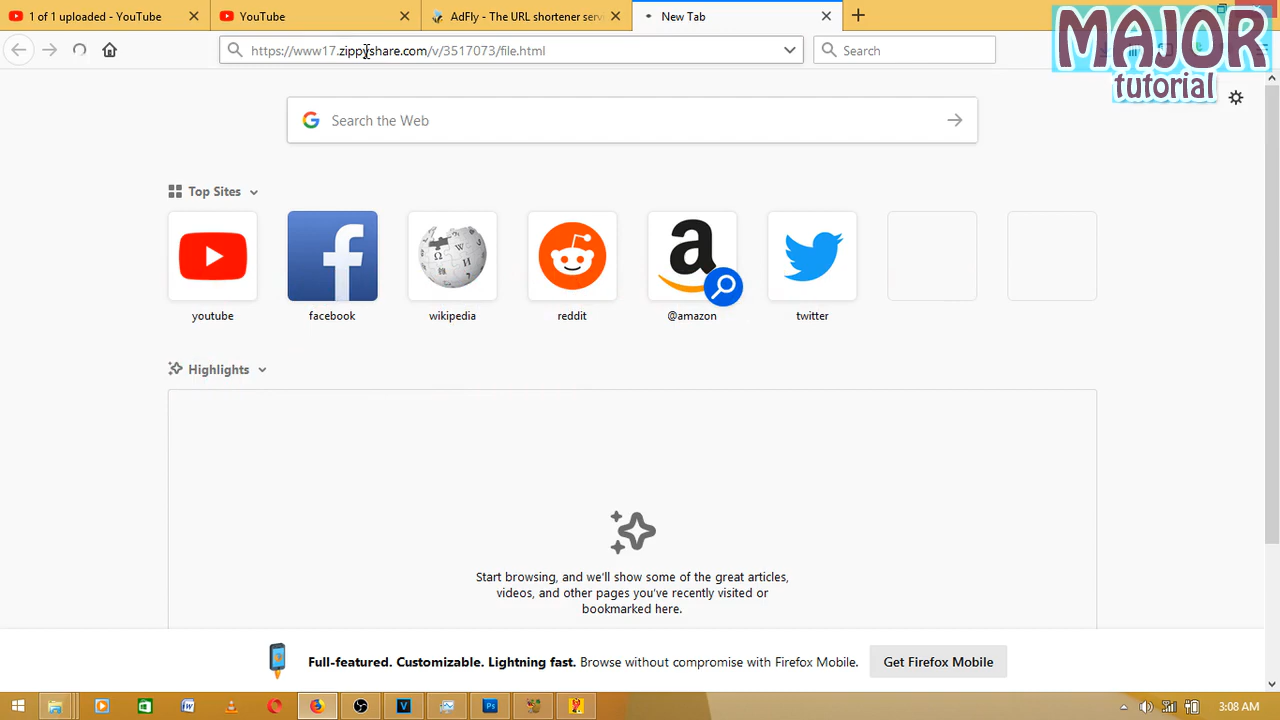 1 of 1 uploaded - YouTube
YouTube
AdFly - The URL shortener serv
New Tab
https://www17.zippyshare.com/v/3517073/file.html
Search
MAJOR
tutorial
Search the Web
Top Sites
youtube
facebook
wikipedia
reddit
@amazon
twitter
Highlights
Start browsing, and we'll show some of the great articles,
videos, and other pages you've recently visited or
bookmarked here.
Full-featured. Customizable. Lightning fast. Browse without compromise with Firefox Mobile.
Get Firefox Mobile
3:08 AM